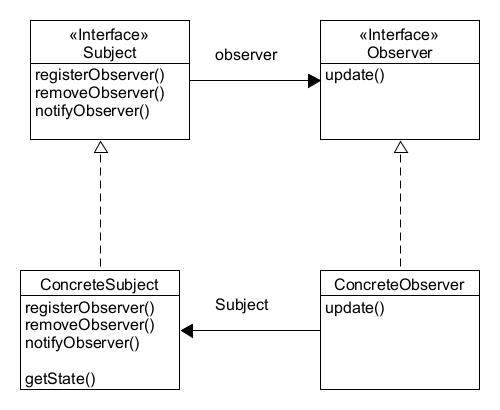 «Interface»
Subject
registerObserver()
removeObserver()
notifyObserver()
observer
«Interface»
Observer
update()
ConcreteSubject
registerObserver()
removeObserver()
notifyObserver()
getState()
Subject
ConcreteObserver
update()